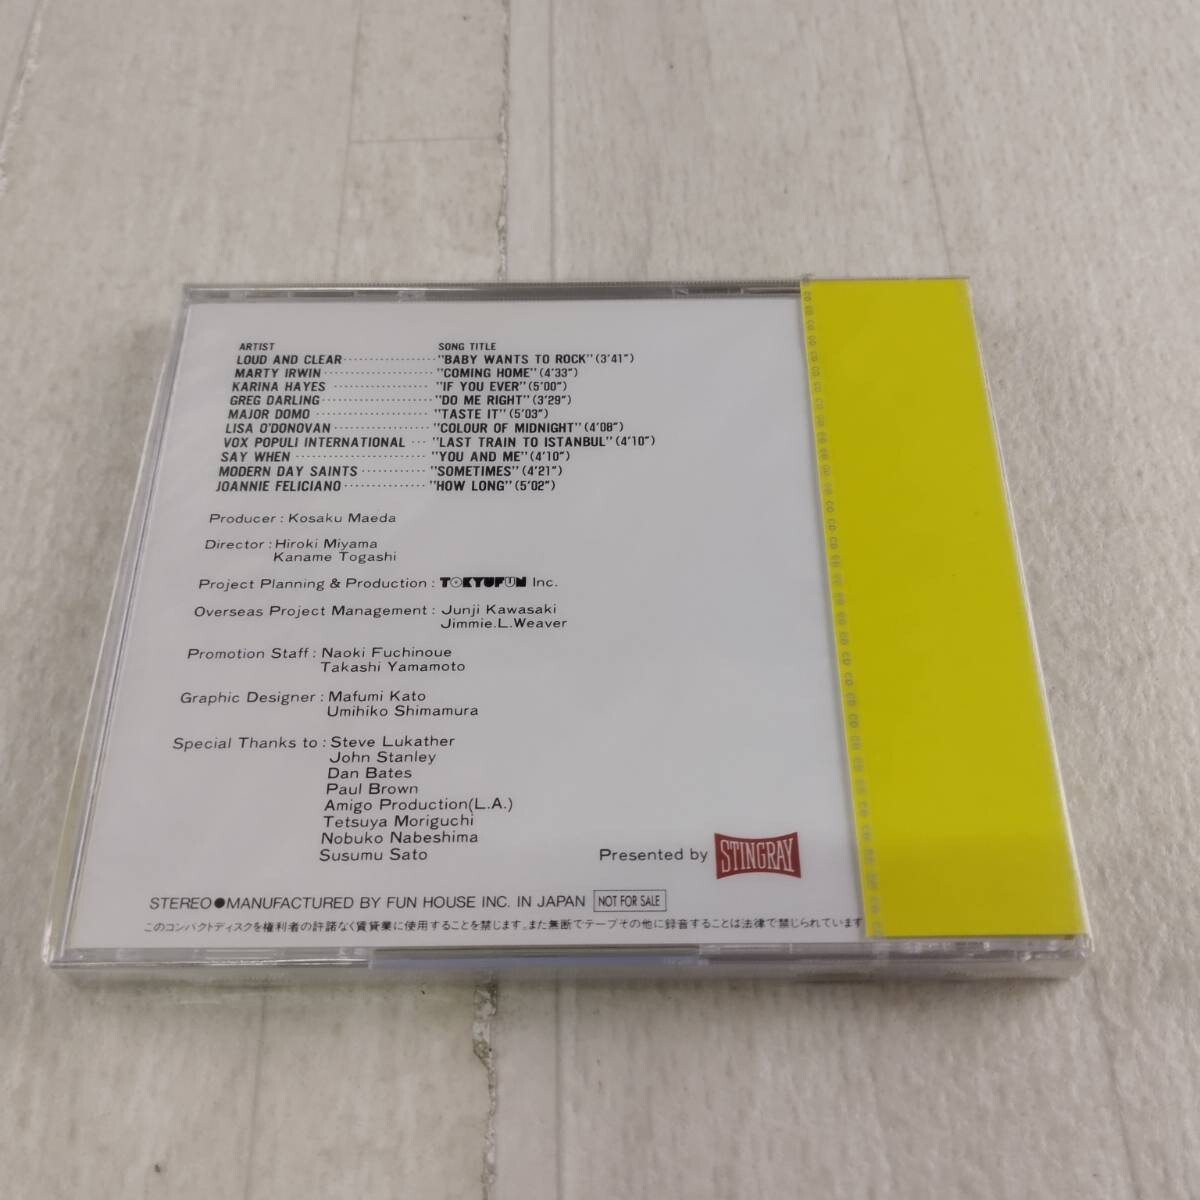 ARTIST SONG TITLE
LOUD AND CLEAR ················· "BABY WANTS TO ROCK" (3'41")
MARTY IRWIN ···················· "COMING HOME" (4'33")
KARINA HAYES ················· "IF YOU EVER" (5'00")
GREG DARLING ···················· "DO ME RIGHT" (3'29")
MAJOR DOMO ····················· "TASTE IT" (5'03")
LISA O'DONOVAN ·················· "COLOUR OF MIDNIGHT" (4'08")
VOX POPULI INTERNATIONAL ··· "LAST TRAIN TO ISTANBUL" (4'10")
SAY WHEN ························ "YOU AND ME" (4'10")
MODERN DAY SAINTS ············ "SOMETIMES" (4'21")
JOANNIE FELICIANO ··············· "HOW LONG" (5'02")
Producer : Kosaku Maeda
Director : Hiroki Miyama
Kaname Togashi
Project Planning & Production : TOKYUFUN Inc.
Overseas Project Management : Junji Kawasaki
Jimmie.L.Weaver
Promotion Staff : Naoki Fuchinoue
Takashi Yamamoto
Graphic Designer : Mafumi Kato
Umihiko Shimamura
Special Thanks to : Steve Lukather
John Stanley
Dan Bates
Paul Brown
Amigo Production(L.A.)
Tetsuya Moriguchi
Nobuko Nabeshima
Susumu Sato
Presented by STINGRAY
STEREO●MANUFACTURED BY FUN HOUSE INC. IN JAPAN NOT FOR SALE
このコンパクトディスクを権利者の許諾なく賃貸業に使用することを禁じます。また無断でテープその他に録音することは法律で禁じられています